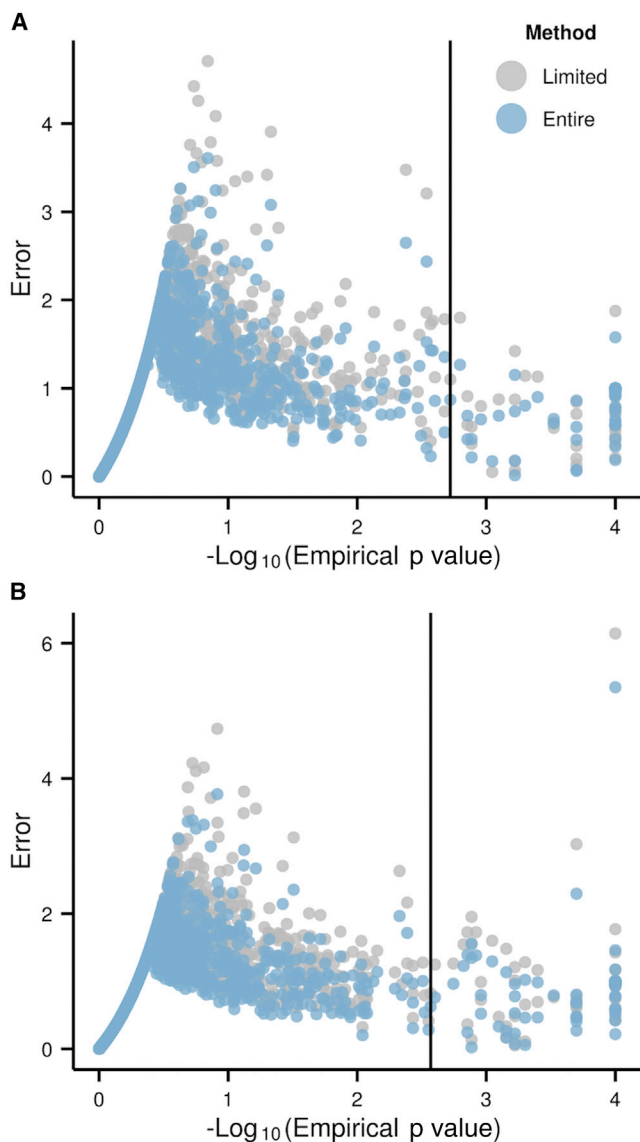 A
Method
Limited
Entire
4
3
2
1
0
Error
0 1 2 3 4
-Log10(Empirical p value)
B
6
4
2
0
Error
0 1 2 3 4
-Log10(Empirical p value)